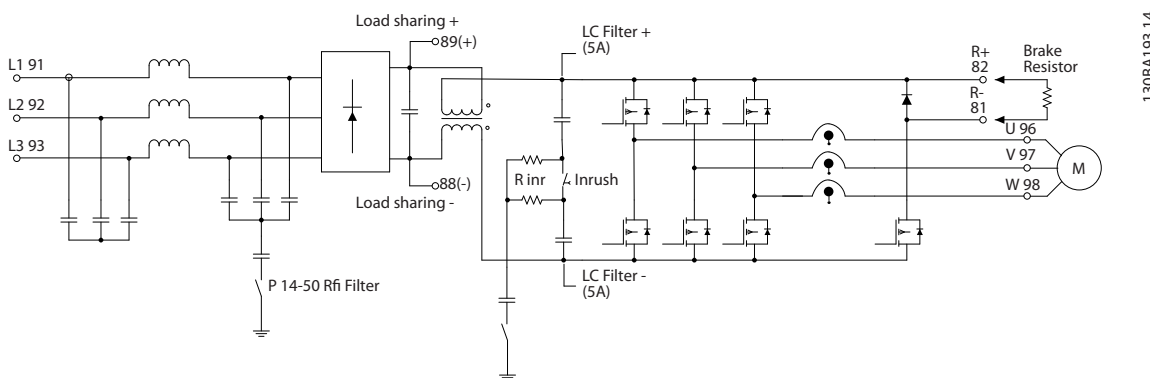 Load sharing +
89(+)
LC Filter +
(5A)
L1 91
L2 92
L3 93
R+
82
Brake
Resistor
R-
81
U 96
V 97
W 98
M
R inr
Inrush
88(-)
Load sharing -
LC Filter -
(5A)
P 14-50 Rfi Filter
130BA193.14